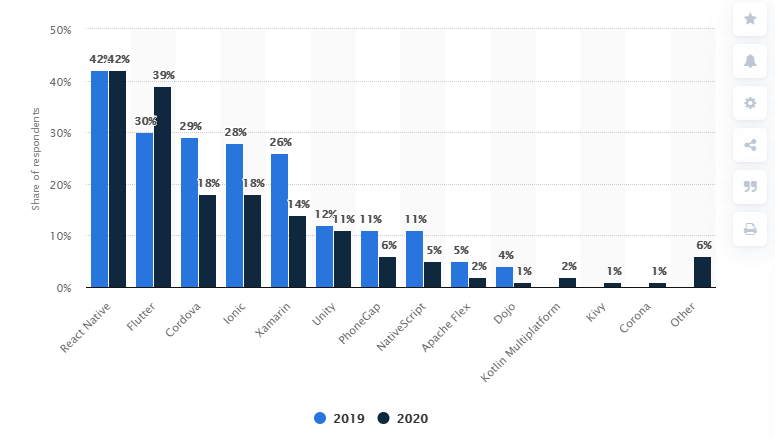 50%
40%
30%
20%
10%
0%
Share of respondents
42% 42%
30% 39%
29% 18%
28% 18%
26% 14%
12% 11%
11% 6%
11% 5%
5% 2%
4% 1%
2%
1%
1%
6%
React Native
Flutter
Cordova
Ionic
Xamarin
Unity
PhoneGap
NativeScript
Apache Flex
Dojo
Kotlin Multiplatform
Kivy
Corona
Other
2019 2020